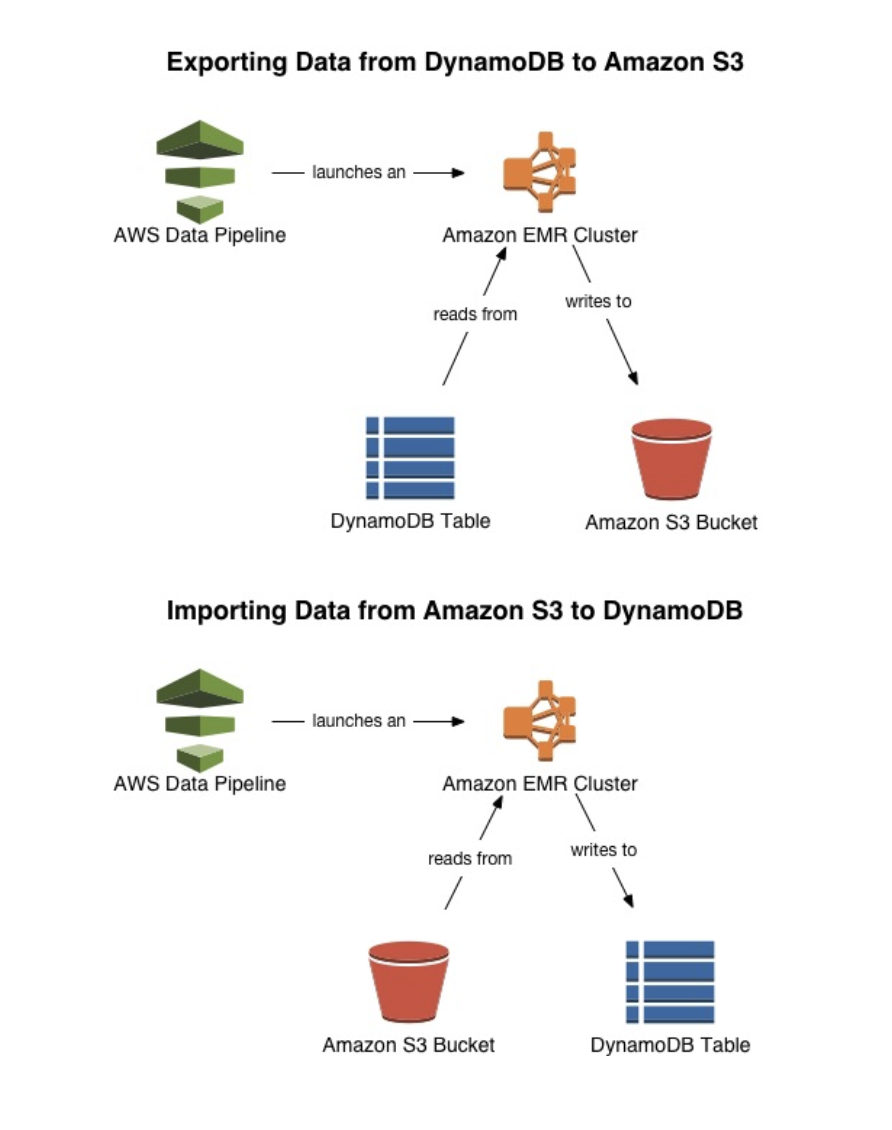 Exporting Data from DynamoDB to Amazon S3
launches an
AWS Data Pipeline
Amazon EMR Cluster
reads from
writes to
DynamoDB Table
Amazon S3 Bucket
Importing Data from Amazon S3 to DynamoDB
launches an
AWS Data Pipeline
Amazon EMR Cluster
reads from
writes to
Amazon S3 Bucket
DynamoDB Table